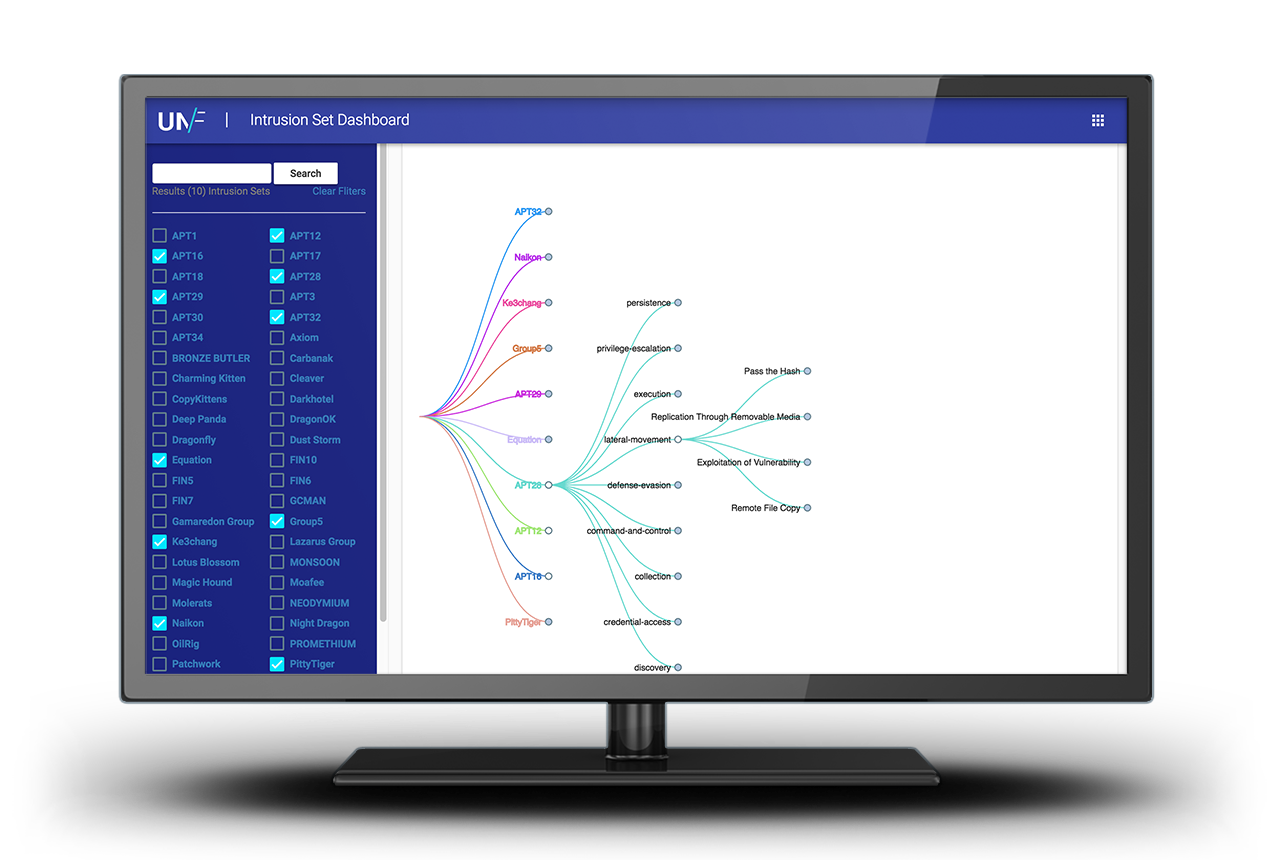 UN/F | Intrusion Set Dashboard
Search
Results (10) Intrusion Sets Clear Fliters
APT1 APT12
APT16 APT17
APT18 APT28
APT29 APT3
APT30 APT32
APT34 Axiom
BRONZE BUTLER Carbanak
Charming Kitten Cleaver
CopyKittens Darkhotel
Deep Panda DragonOK
Dragonfly Dust Storm
Equation FIN10
FIN5 FIN6
FIN7 GCMAN
Gamaredon Group Group5
Ke3chang Lazarus Group
Lotus Blossom MONSOON
Magic Hound Moafee
Molerats NEODYMIUM
Naikon Night Dragon
OilRig PROMETHIUM
Patchwork PittyTiger
APT32
Naikon
Ke3chang
Group5
APT29
Equation
APT28
APT12
APT16
PittyTiger
persistence
privilege-escalation
execution
lateral-movement
defense-evasion
command-and-control
collection
credential-access
discovery
Pass the Hash
Replication Through Removable Media
Exploitation of Vulnerability
Remote File Copy